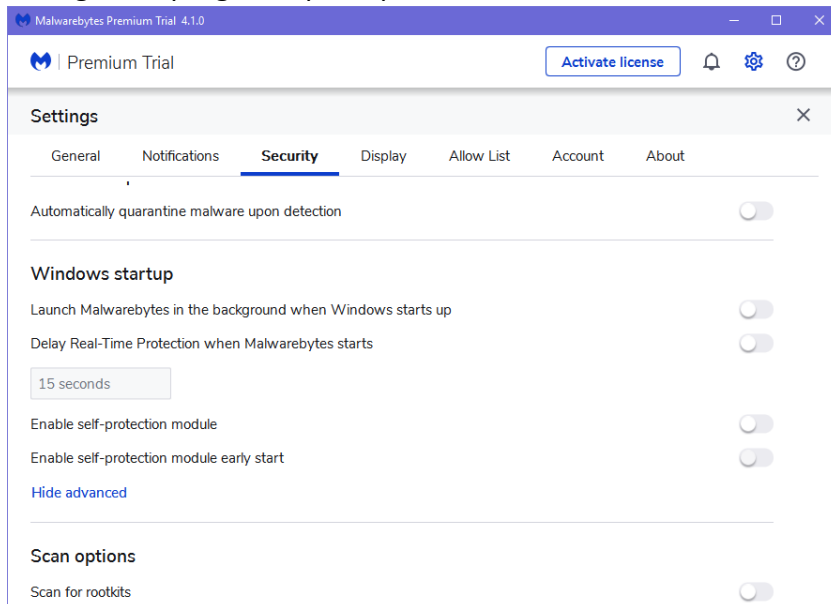 Malwarebytes Premium Trial 4.1.0
Premium Trial
Activate license
Settings
General Notifications Security Display Allow List Account About
Automatically quarantine malware upon detection
Windows startup
Launch Malwarebytes in the background when Windows starts up
Delay Real-Time Protection when Malwarebytes starts
15 seconds
Enable self-protection module
Enable self-protection module early start
Hide advanced
Scan options
Scan for rootkits